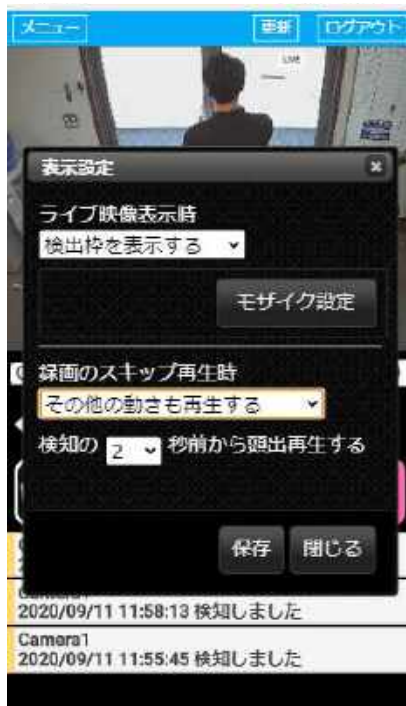 メニュー 更新 ログアウト
LIVE
表示設定
ライブ映像表示時
検出枠を表示する
モザイク設定
録画のスキップ再生時
その他の動きも再生する
検知の 2 秒前から頭出再生する
保存 閉じる
2020/09/11 11:58:13 検知しました
Camera1
2020/09/11 11:55:45 検知しました